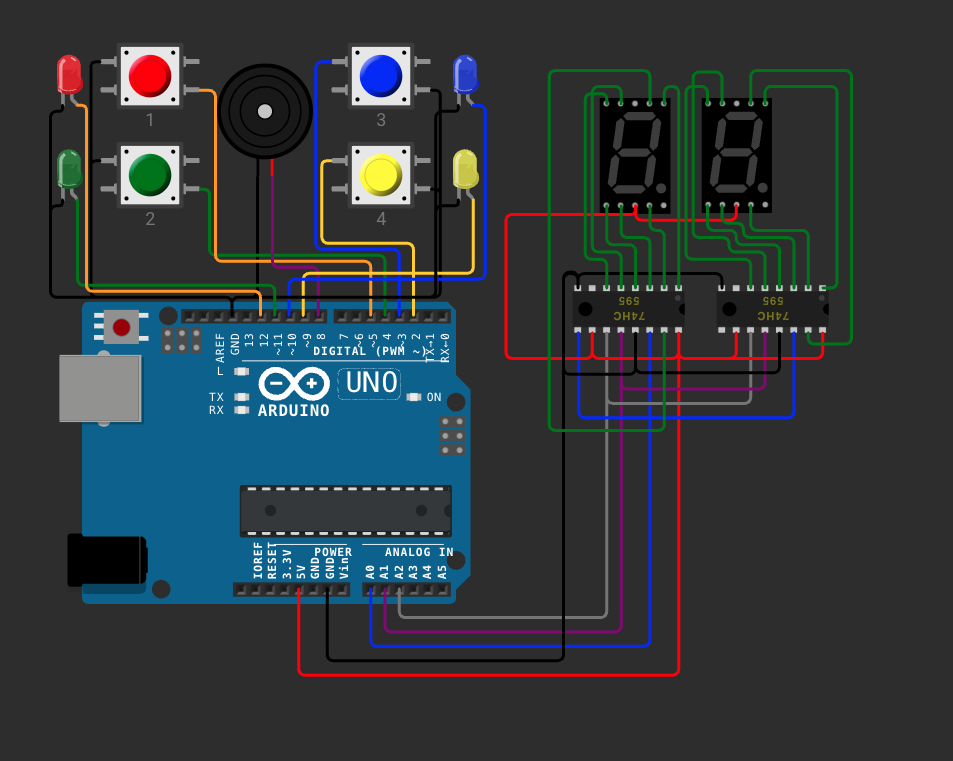 1
3
2
4
AREF
GND
13
12
~11
~10
~9
8
7
~6
~5
4
~3
2
TX→1
RX←0
DIGITAL (PWM ~)
L
TX
RX
UNO
ON
ARDUINO
IOREF
RESET
3.3V
5V
GND
GND
Vin
POWER
ANALOG IN
A0
A1
A2
A3
A4
A5
74HC
595
74HC
595